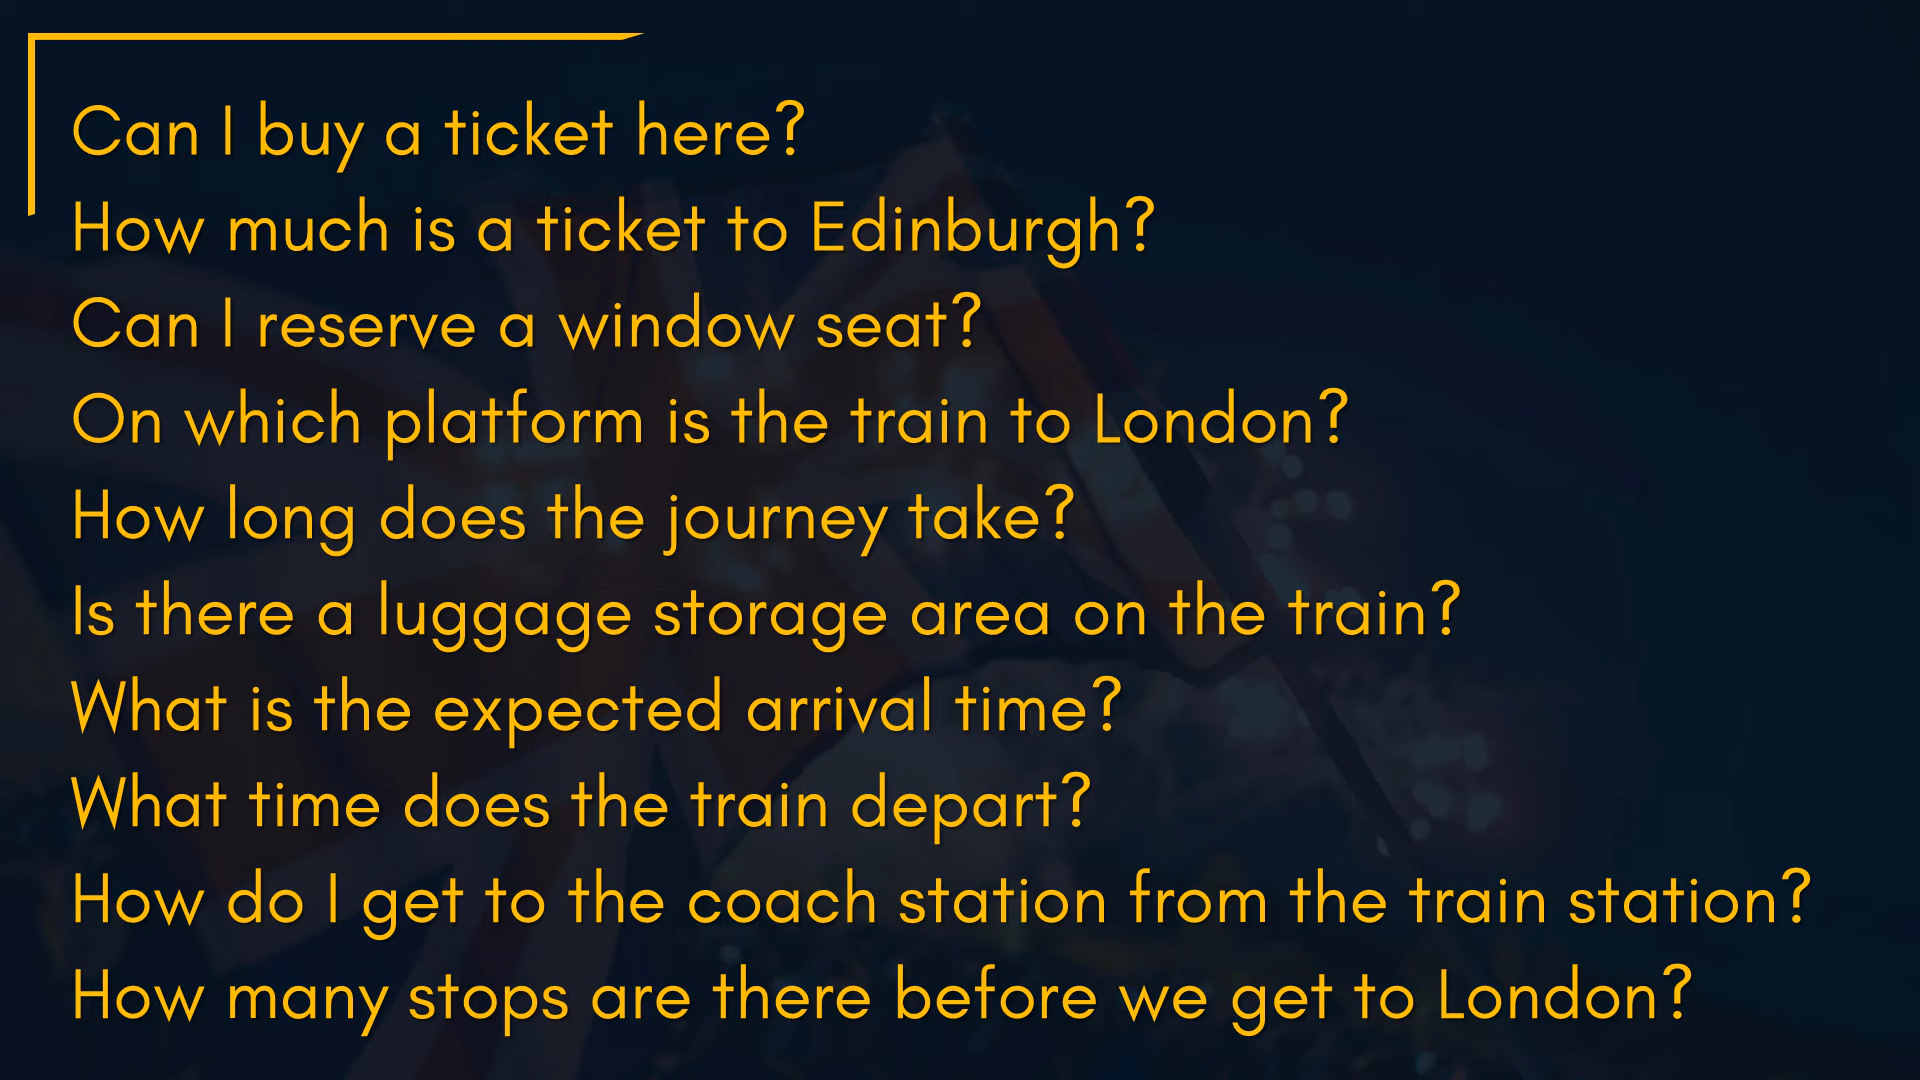 Can I buy a ticket here?
How much is a ticket to Edinburgh?
Can I reserve a window seat?
On which platform is the train to London?
How long does the journey take?
Is there a luggage storage area on the train?
What is the expected arrival time?
What time does the train depart?
How do I get to the coach station from the train station?
How many stops are there before we get to London?